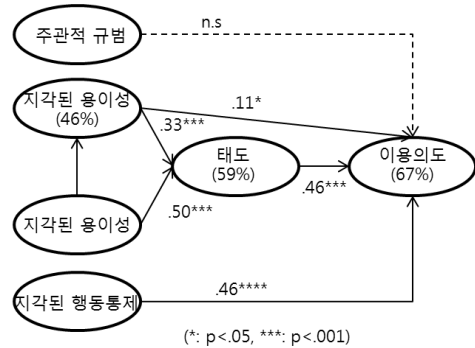 주관적 규범
n.s
지각된 용이성
(46%)
.11*
.33***
태도
(59%)
이용의도
(67%)
.46***
.50***
지각된 용이성
지각된 행동통제
.46****
(*: p<.05, ***: p<.001)